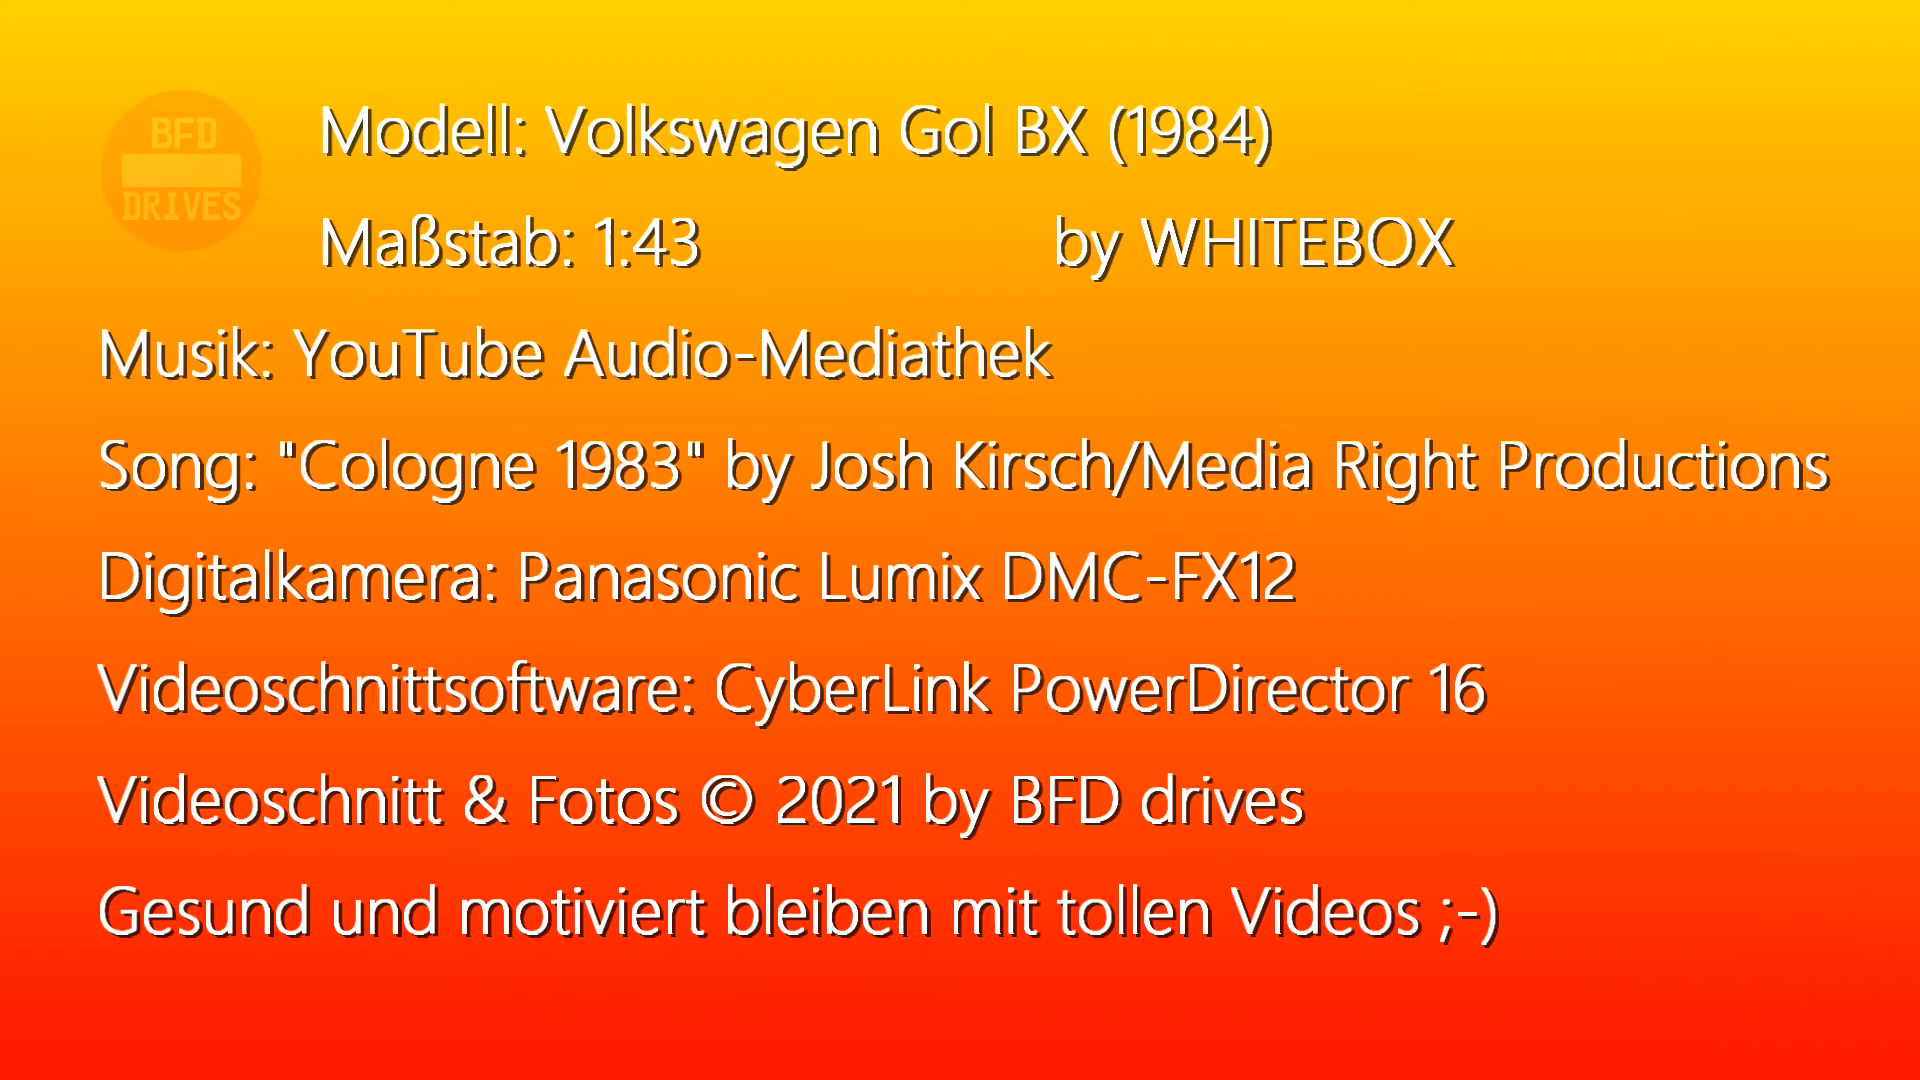 BFD
DRIVES
Modell: Volkswagen Gol BX (1984)
Maßstab: 1:43 by WHITEBOX
Musik: YouTube Audio-Mediathek
Song: "Cologne 1983" by Josh Kirsch/Media Right Productions
Digitalkamera: Panasonic Lumix DMC-FX12
Videoschnittsoftware: CyberLink PowerDirector 16
Videoschnitt & Fotos © 2021 by BFD drives
Gesund und motiviert bleiben mit tollen Videos ;-)